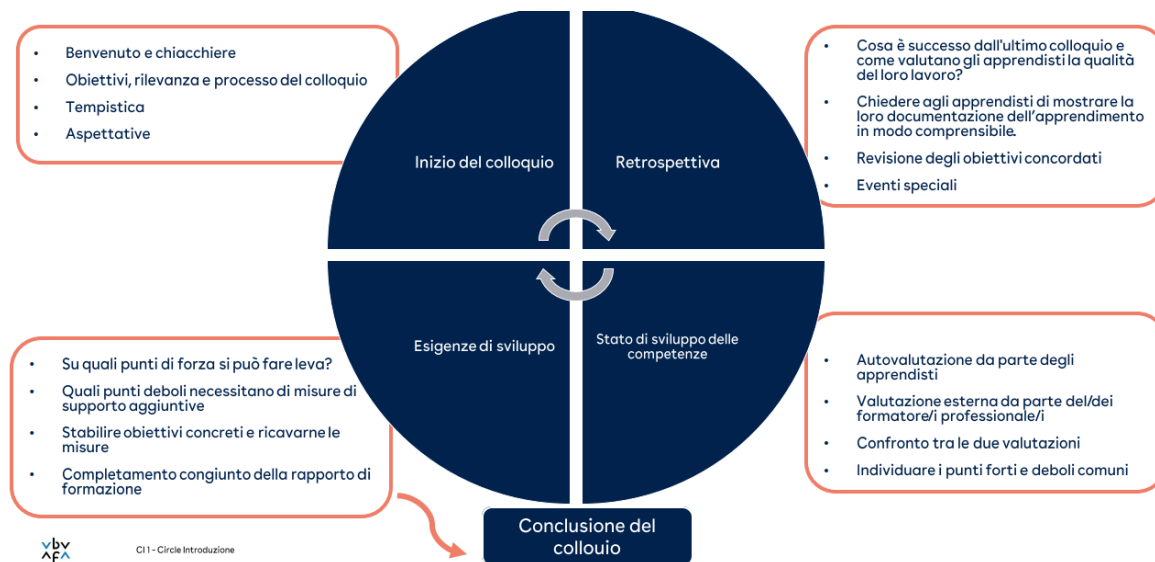 • Benvenuto e chiacchiere
• Obiettivi, rilevanza e processo del colloquio
• Tempistica
• Aspettative
Inizio del colloquio
Retrospettiva
• Cosa è successo dall'ultimo colloquio e
come valutano gli apprendisti la qualità
del loro lavoro?
• Chiedere agli apprendisti di mostrare la
loro documentazione dell'apprendimento
in modo comprensibile.
• Revisione degli obiettivi concordati
• Eventi speciali
Esigenze di sviluppo
Stato di sviluppo delle
competenze
• Su quali punti di forza si può fare leva?
• Quali punti deboli necessitano di misure di
supporto aggiuntive
• Stabilire obiettivi concreti e ricavarne le
misure
• Completamento congiunto della rapporto di
formazione
• Autovalutazione da parte degli
apprendisti
• Valutazione esterna da parte del/dei
formatore/i professionale/i
• Confronto tra le due valutazioni
• Individuare i punti forti e deboli comuni
Conclusione del
collouio
vbv
afa
CI 1 - Circle Introduzione